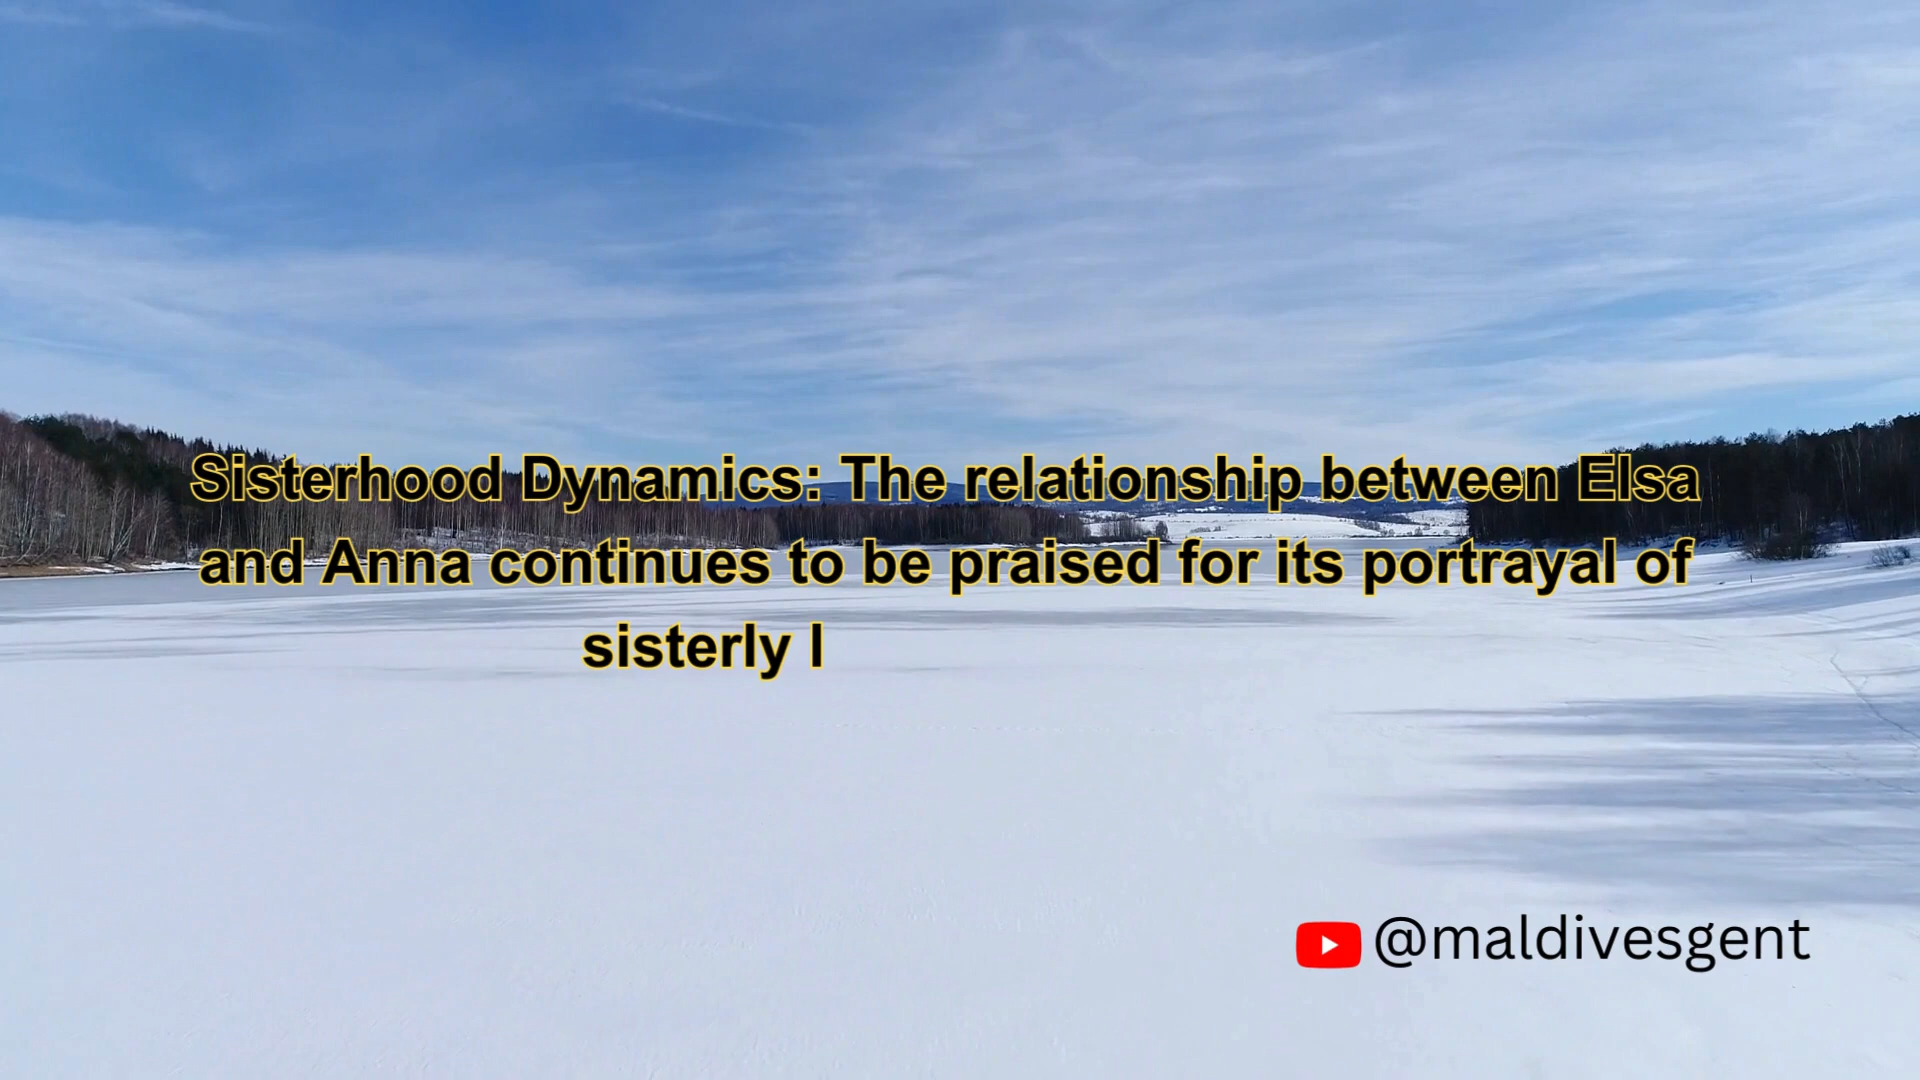 Sisterhood Dynamics: The relationship between Elsa
and Anna continues to be praised for its portrayal of
sisterly l
@maldivesgent